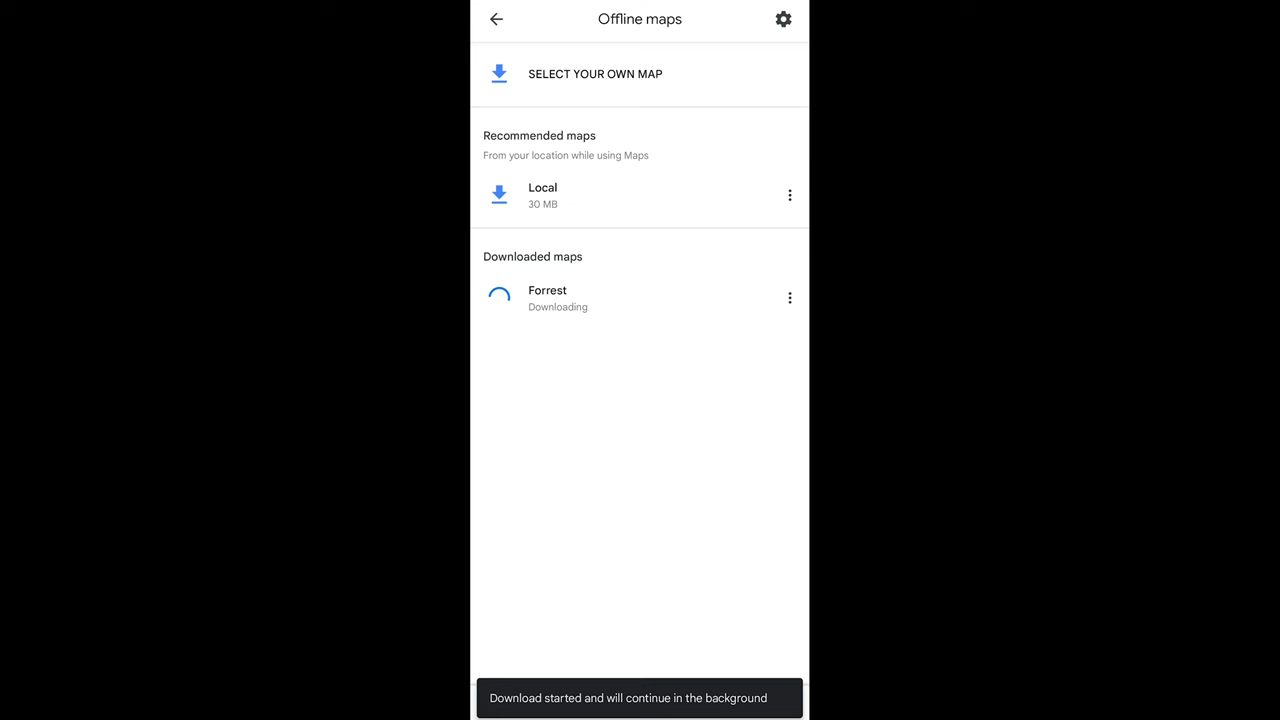 Offline maps
SELECT YOUR OWN MAP
Recommended maps
From your location while using Maps
Local
30 MB
Downloaded maps
Forrest
Downloading
Download started and will continue in the background